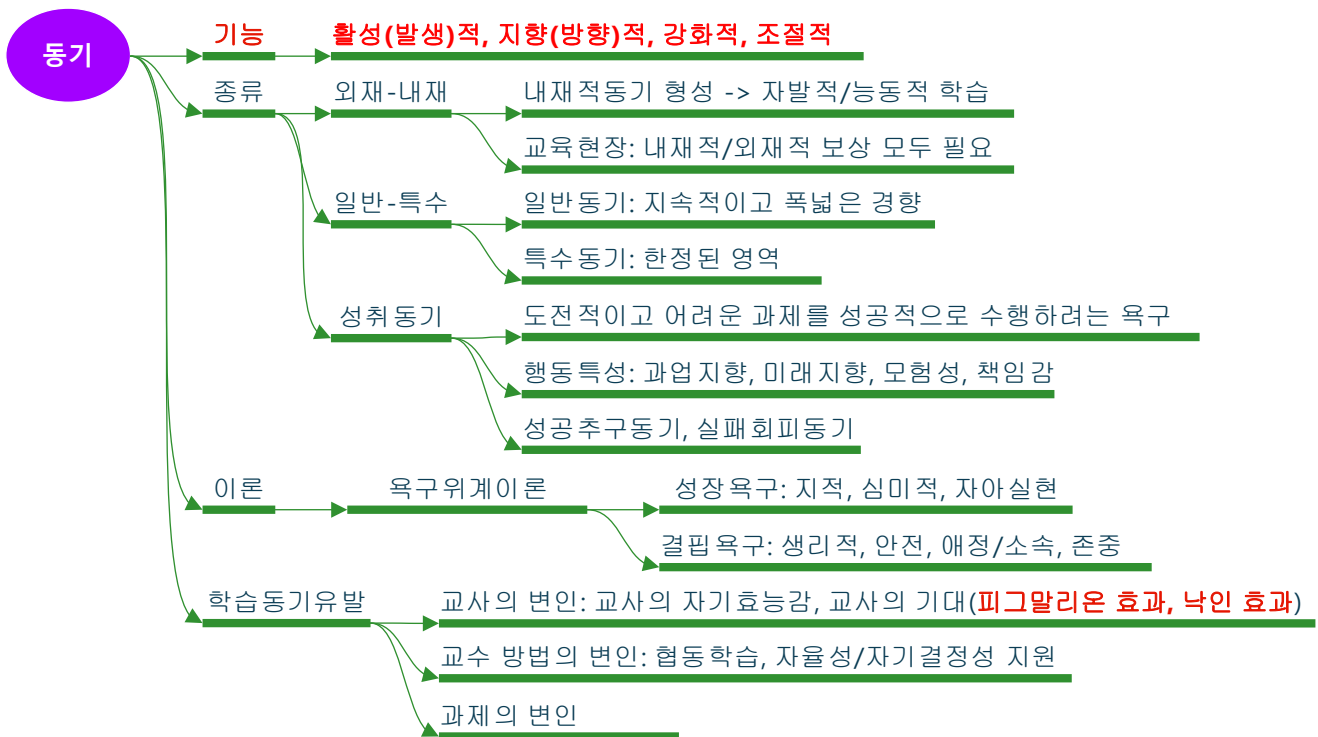 동기
기능
활성(발생)적, 지향(방향)적, 강화적, 조절적
종류
외재-내재
내재적동기 형성 -> 자발적/능동적 학습
교육현장: 내재적/외재적 보상 모두 필요
일반-특수
일반동기: 지속적이고 폭넓은 경향
특수동기: 한정된 영역
성취동기
도전적이고 어려운 과제를 성공적으로 수행하려는 욕구
행동특성: 과업지향, 미래지향, 모험성, 책임감
성공추구동기, 실패회피동기
이론
욕구위계이론
성장욕구: 지적, 심미적, 자아실현
결핍욕구: 생리적, 안전, 애정/소속, 존중
학습동기유발
교사의 변인: 교사의 자기효능감, 교사의 기대(피그말리온 효과, 낙인 효과)
교수 방법의 변인: 협동학습, 자율성/자기결정성 지원
과제의 변인